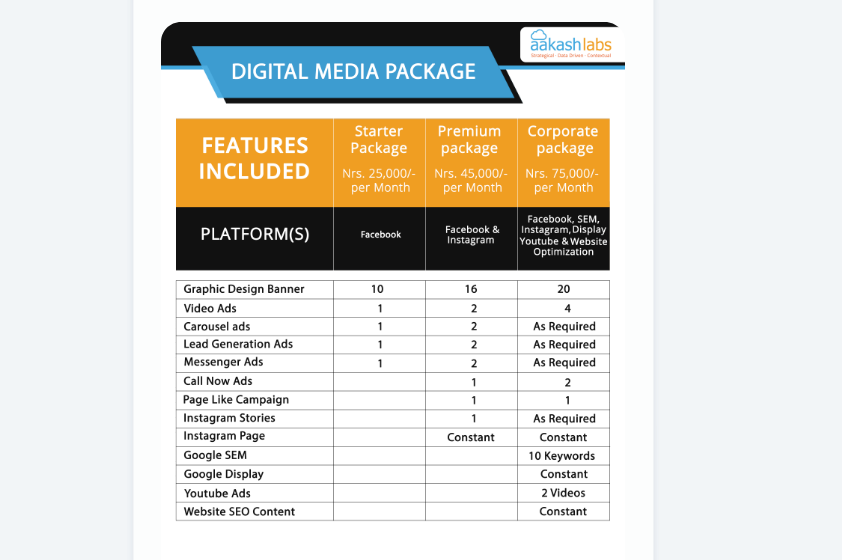 aakash labs
Strategical - Data Driven - Contextual
DIGITAL MEDIA PACKAGE
FEATURES
INCLUDED
Starter
Package
Nrs. 25,000/-
per Month
Premium
package
Nrs. 45,000/-
per Month
Corporate
package
Nrs. 75,000/-
per Month
PLATFORM(S)
Facebook
Facebook &
Instagram
Facebook, SEM,
Instagram, Display
Youtube & Website
Optimization
Graphic Design Banner 10 16 20
Video Ads 1 2 4
Carousel ads 1 2 As Required
Lead Generation Ads 1 2 As Required
Messenger Ads 1 2 As Required
Call Now Ads 1 2
Page Like Campaign 1 1
Instagram Stories 1 As Required
Instagram Page Constant Constant
Google SEM 10 Keywords
Google Display Constant
Youtube Ads 2 Videos
Website SEO Content Constant